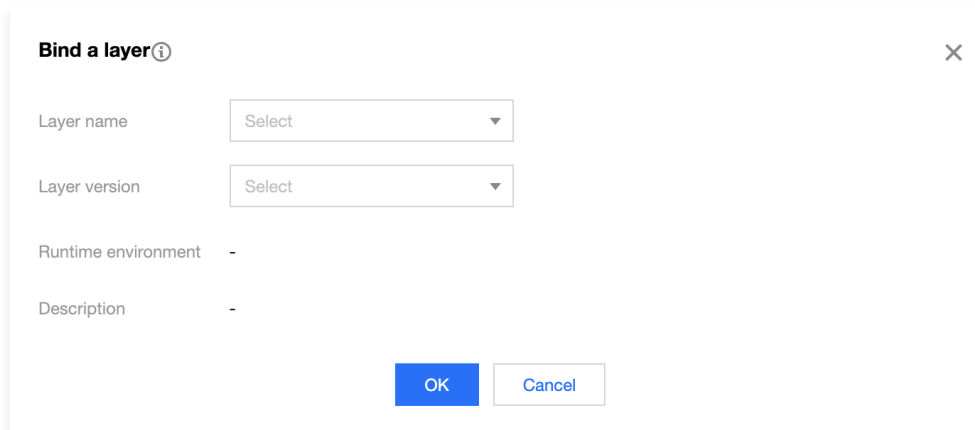 Bind a layer
Layer name Select
Layer version Select
Runtime environment -
Description -
OK Cancel